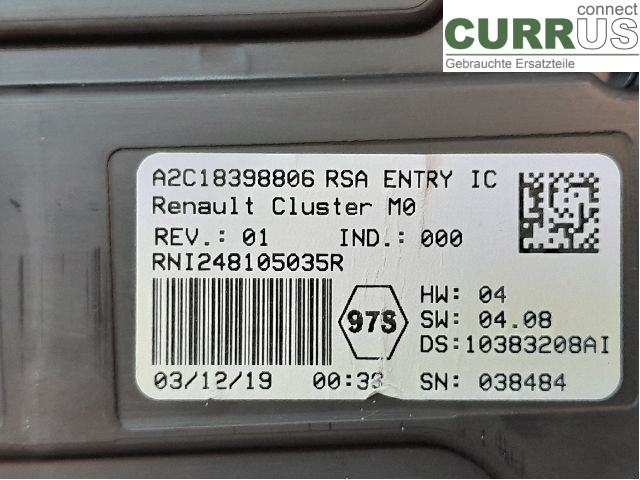 connect
CURRUS
Gebrauchte Ersatzteile
A2C18398806 RSA ENTRY IC
Renault Cluster M0
REV.: 01 IND.: 000
RNI248105035R
97S
HW: 04
SW: 04.08
DS:10383208AI
03/12/19 00:33 SN: 038484